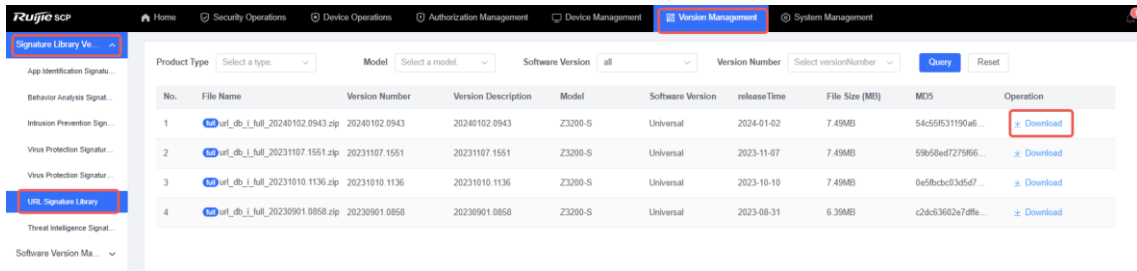 Ruijie SCP Home Security Operations Device Operations Authorization Management Device Management Version Management System Management
Signature Library Ve...
App Identification Signatu...
Behavior Analysis Signat...
Intrusion Prevention Sign...
Virus Protection Signatur...
Virus Protection Signatur...
URL Signature Library
Threat Intelligence Signat...
Software Version Ma...
Product Type Select a type. Model Select a model. Software Version all Version Number Select versionNumber Query Reset
No. File Name Version Number Version Description Model Software Version releaseTime File Size (MB) MD5 Operation
1 full url_db_i_full_20240102.0943.zip 20240102.0943 20240102.0943 Z3200-S Universal 2024-01-02 7.49MB 54c55f531190a6... Download
2 full url_db_i_full_20231107.1551.zip 20231107.1551 20231107.1551 Z3200-S Universal 2023-11-07 7.49MB 59b58ed7275f66... Download
3 full url_db_i_full_20231010.1136.zip 20231010.1136 20231010.1136 Z3200-S Universal 2023-10-10 7.49MB 0e5fbcbc03d5d7... Download
4 full url_db_i_full_20230901.0858.zip 20230901.0858 20230901.0858 Z3200-S Universal 2023-08-31 6.39MB c2dc63602e7dffe... Download